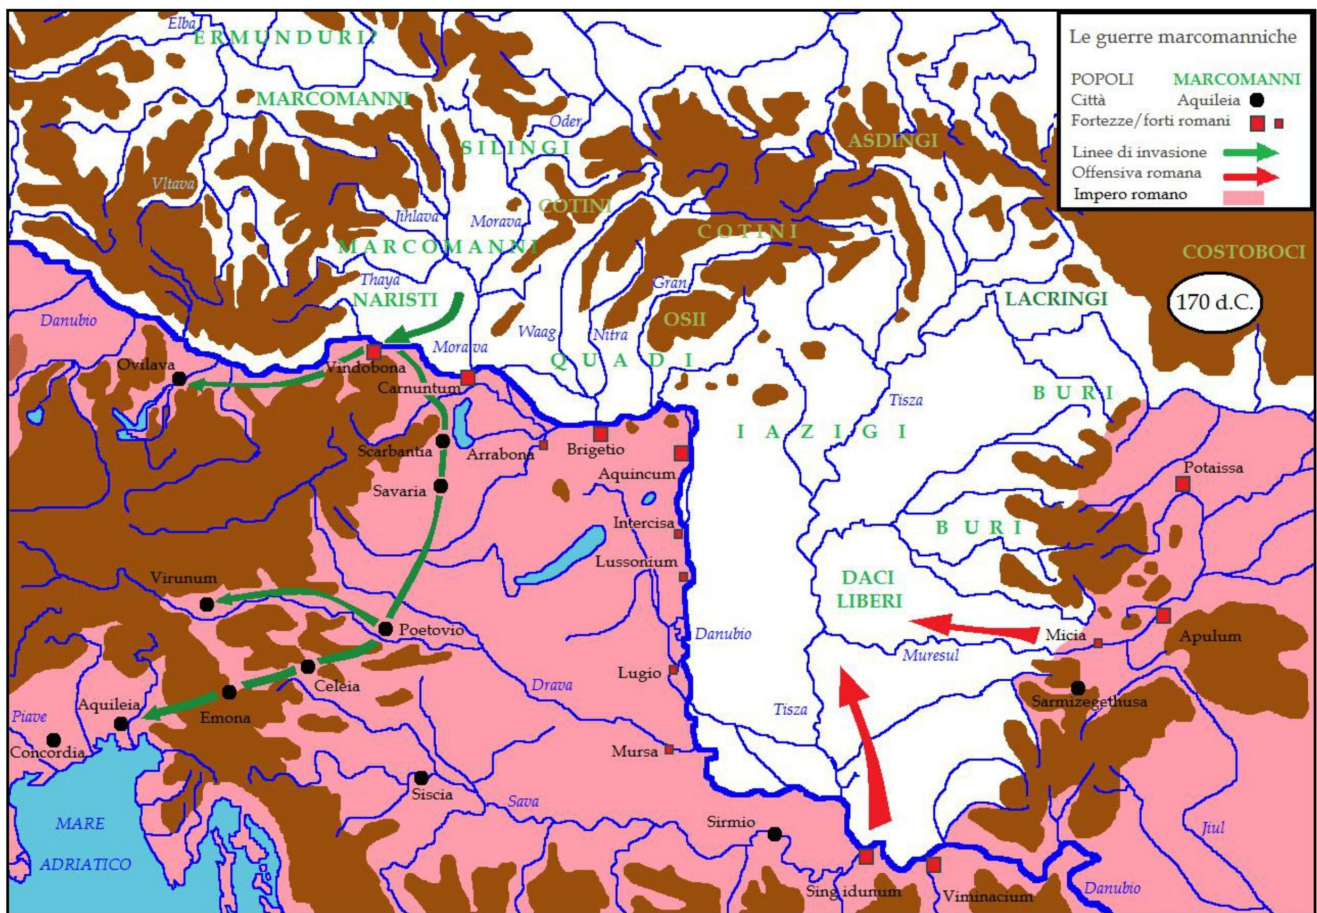 Le guerre marcomanniche
POPOLI MARCOMANNI
Città Aquileia
Fortezze/forti romani
Linee di invasione
Offensiva romana
Impero romano
Elba
ERMUNDURI?
MARCOMANNI
Oder
SILINGI
ASDINGI
Vltava
COTINI
Jihlava
Morava
COTINI
MARCOMANNI
COSTOBOCI
Thaya
Gran
NARISTI
LACRINGI
170 d.C.
Danubio
OSII
Waag
Nitra
Morava
QUADI
Ovilava
Vindobona
Carnuntum
Tisza
BURI
IAZIGI
Scarbantia
Arrabona
Brigetio
Aquincum
Potaissa
Savaria
Intercisa
BURI
Lussonium
Virunum
DACI
LIBERI
Poetovio
Danubio
Micia
Apulum
Muresul
Lugio
Celeia
Drava
Aquileia
Emona
Sarmizegethusa
Piave
Tisza
Concordia
Mursa
Siscia
Sava
MARE
ADRIATICO
Sirmio
Jiul
Sing idunum
Viminacium
Danubio